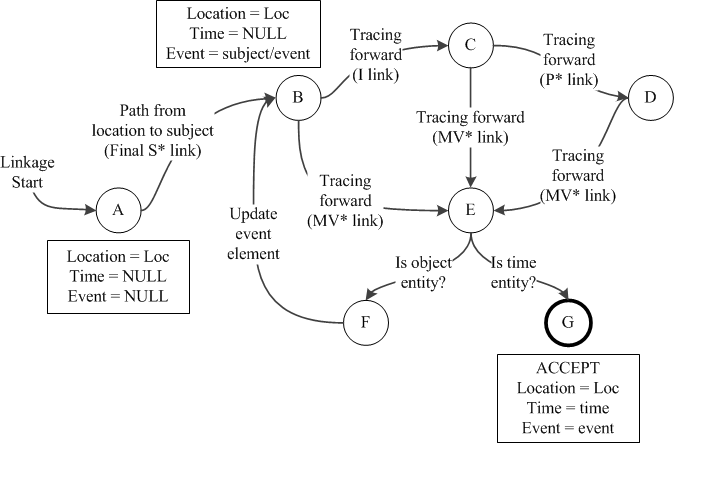 Location = Loc
Time = NULL
Event = subject/event
Tracing
forward
(I link)
C
Tracing
forward
(P* link)
B
D
Path from
location to subject
(Final S* link)
Tracing forward
(MV* link)
Linkage
Start
Tracing
forward
(MV* link)
Tracing
forward
(MV* link)
A
E
Update
event
element
Location = Loc
Time = NULL
Event = NULL
Is object
entity?
Is time
entity?
F
G
ACCEPT
Location = Loc
Time = time
Event = event